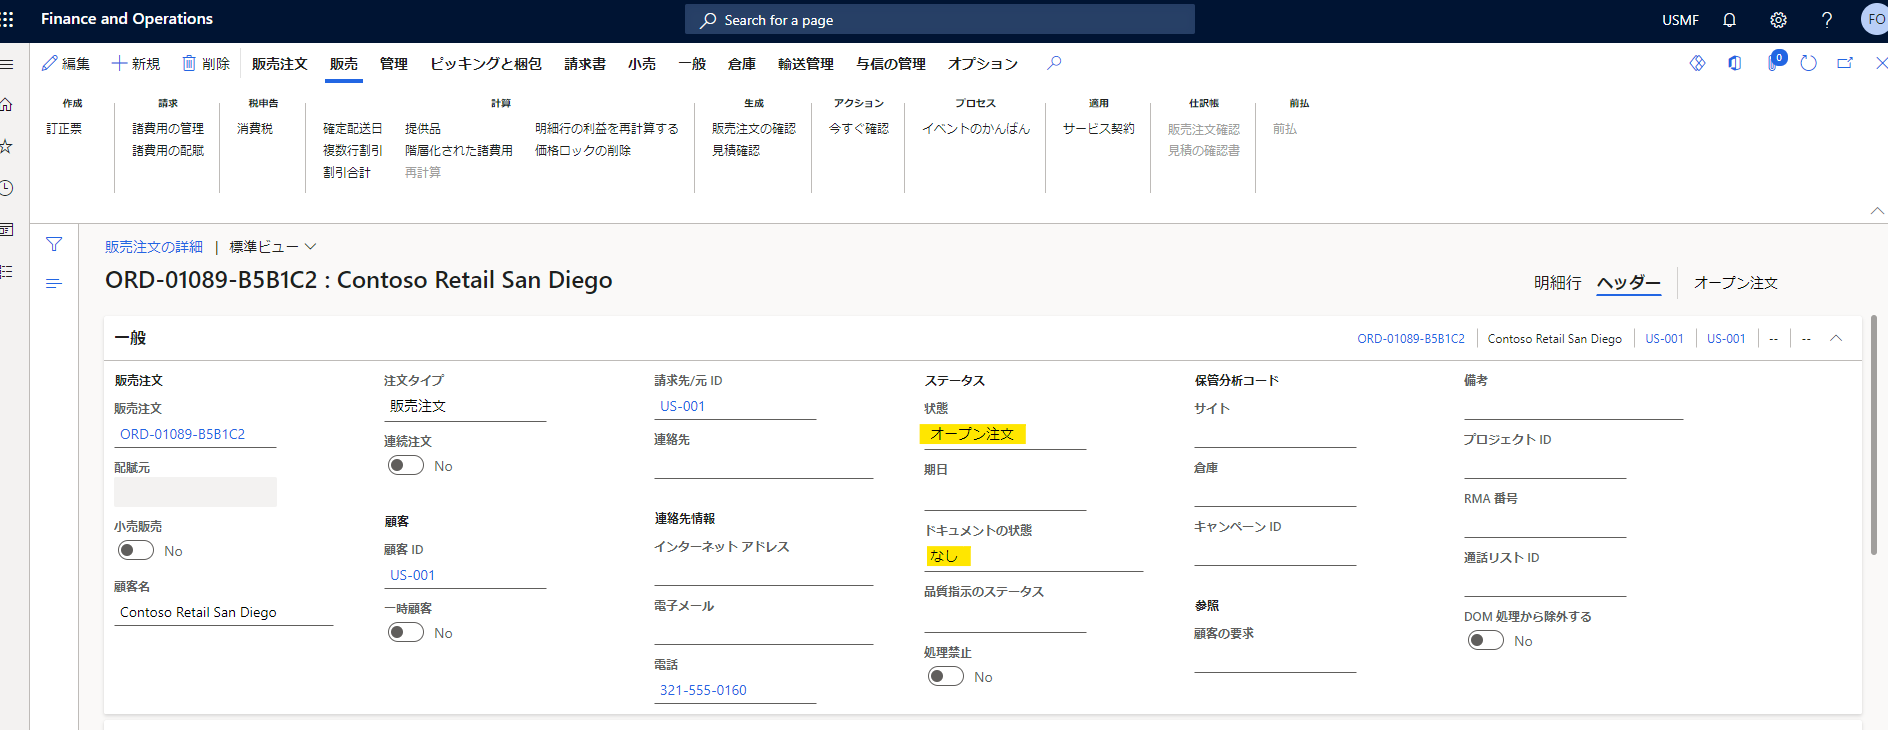 Finance and Operations
Search for a page
USMF
FO
編集
新規
削除
販売注文
販売
管理
ピッキングと梱包
請求書
小売
一般
倉庫
輸送管理
与信の管理
オプション
0
作成
訂正票
請求
諸費用の管理
諸費用の配賦
税申告
消費税
計算
確定配送日
複数行割引
割引合計
提供品
階層化された諸費用
再計算
明細行の利益を再計算する
価格ロックの削除
生成
販売注文の確認
見積確認
アクション
今すぐ確認
プロセス
イベントのかんばん
適用
サービス契約
仕訳帳
販売注文確認
見積の確認書
前払
前払
販売注文の詳細 | 標準ビュー
ORD-01089-B5B1C2 : Contoso Retail San Diego
明細行
ヘッダー
オープン注文
一般
ORD-01089-B5B1C2
Contoso Retail San Diego
US-001
US-001
--
--
販売注文
販売注文
ORD-01089-B5B1C2
配賦元
小売販売
No
顧客名
Contoso Retail San Diego
注文タイプ
販売注文
連続注文
No
顧客
顧客 ID
US-001
一時顧客
No
請求先/元 ID
US-001
連絡先
連絡先情報
インターネット アドレス
電子メール
電話
321-555-0160
ステータス
状態
オープン注文
期日
ドキュメントの状態
なし
品質指示のステータス
処理禁止
No
保管分析コード
サイト
倉庫
キャンペーン ID
参照
顧客の要求
備考
プロジェクト ID
RMA 番号
通話リスト ID
DOM 処理から除外する
No